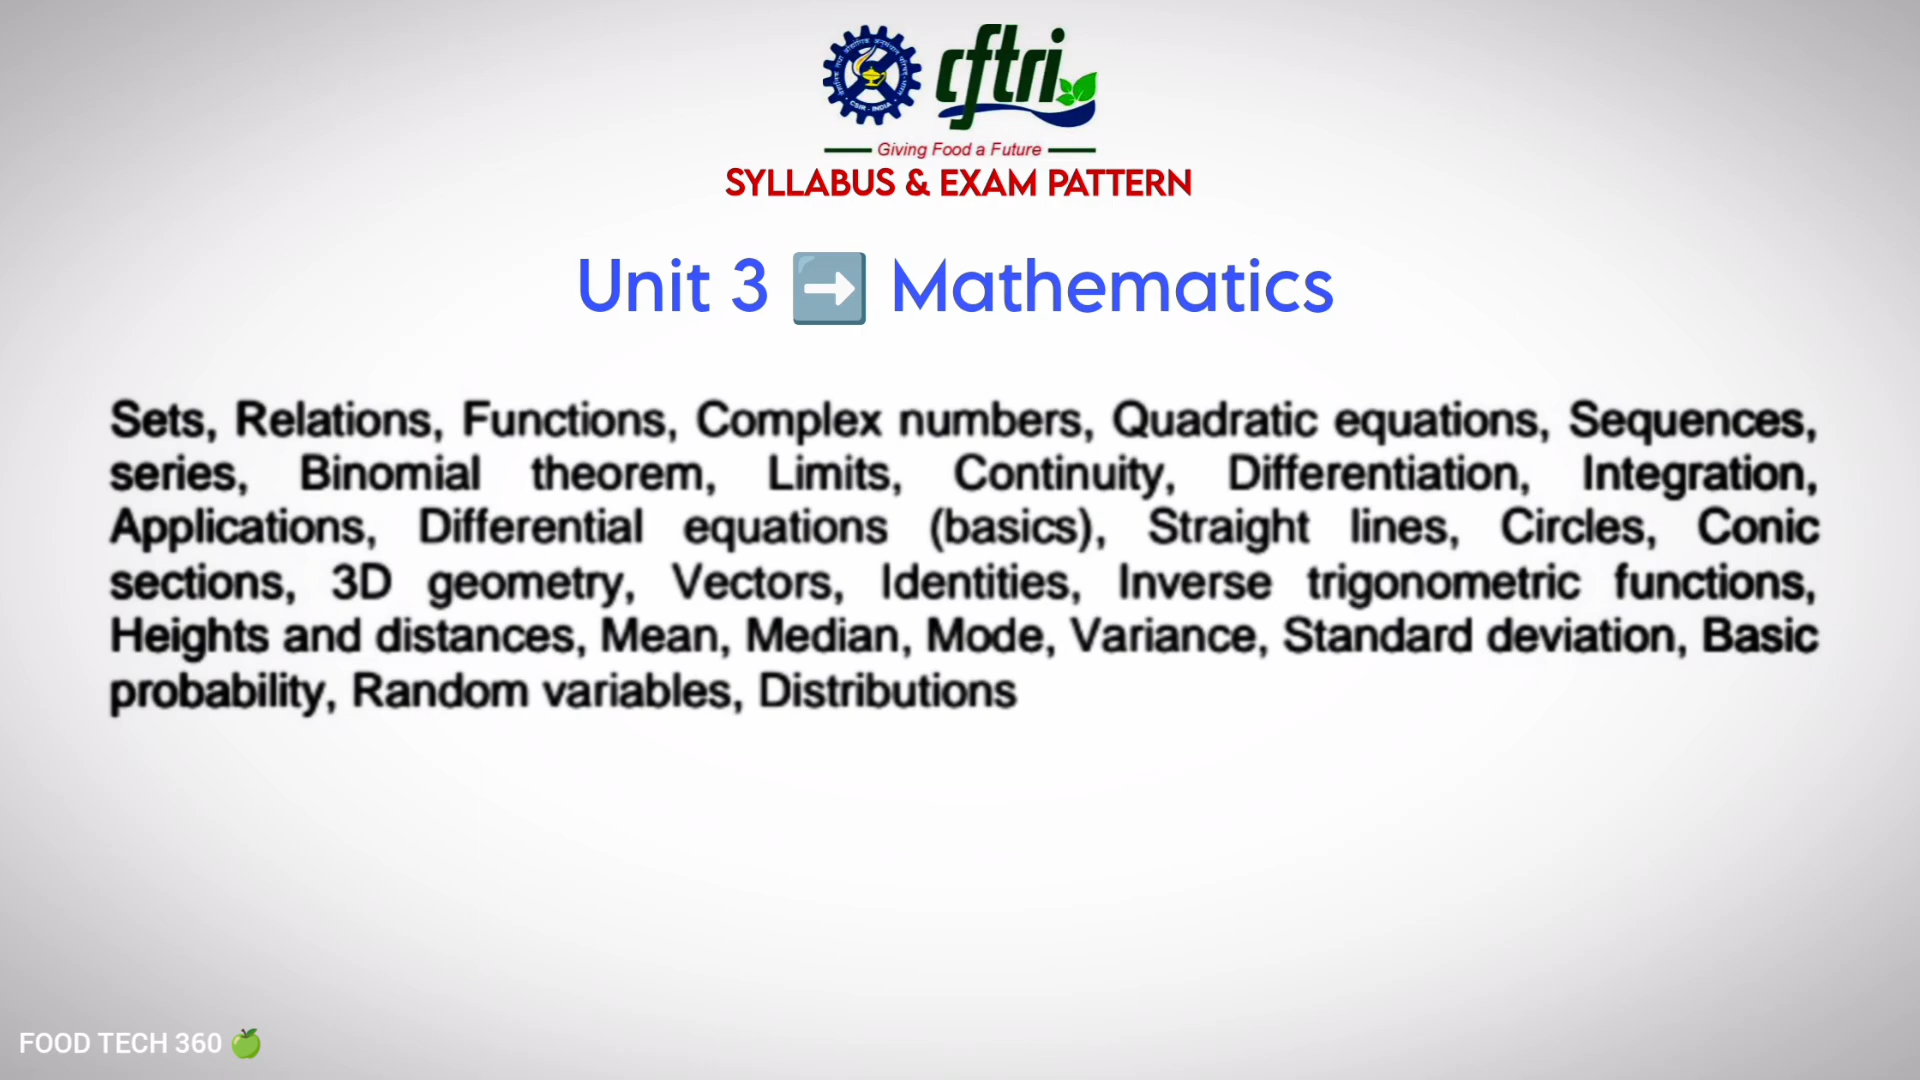 cftri
CSIR - INDIA
Giving Food a Future
SYLLABUS & EXAM PATTERN
Unit 3 ➡️ Mathematics
Sets, Relations, Functions, Complex numbers, Quadratic equations, Sequences,
series, Binomial theorem, Limits, Continuity, Differentiation, Integration,
Applications, Differential equations (basics), Straight lines, Circles, Conic
sections, 3D geometry, Vectors, Identities, Inverse trigonometric functions,
Heights and distances, Mean, Median, Mode, Variance, Standard deviation, Basic
probability, Random variables, Distributions
FOOD TECH 360 🍏